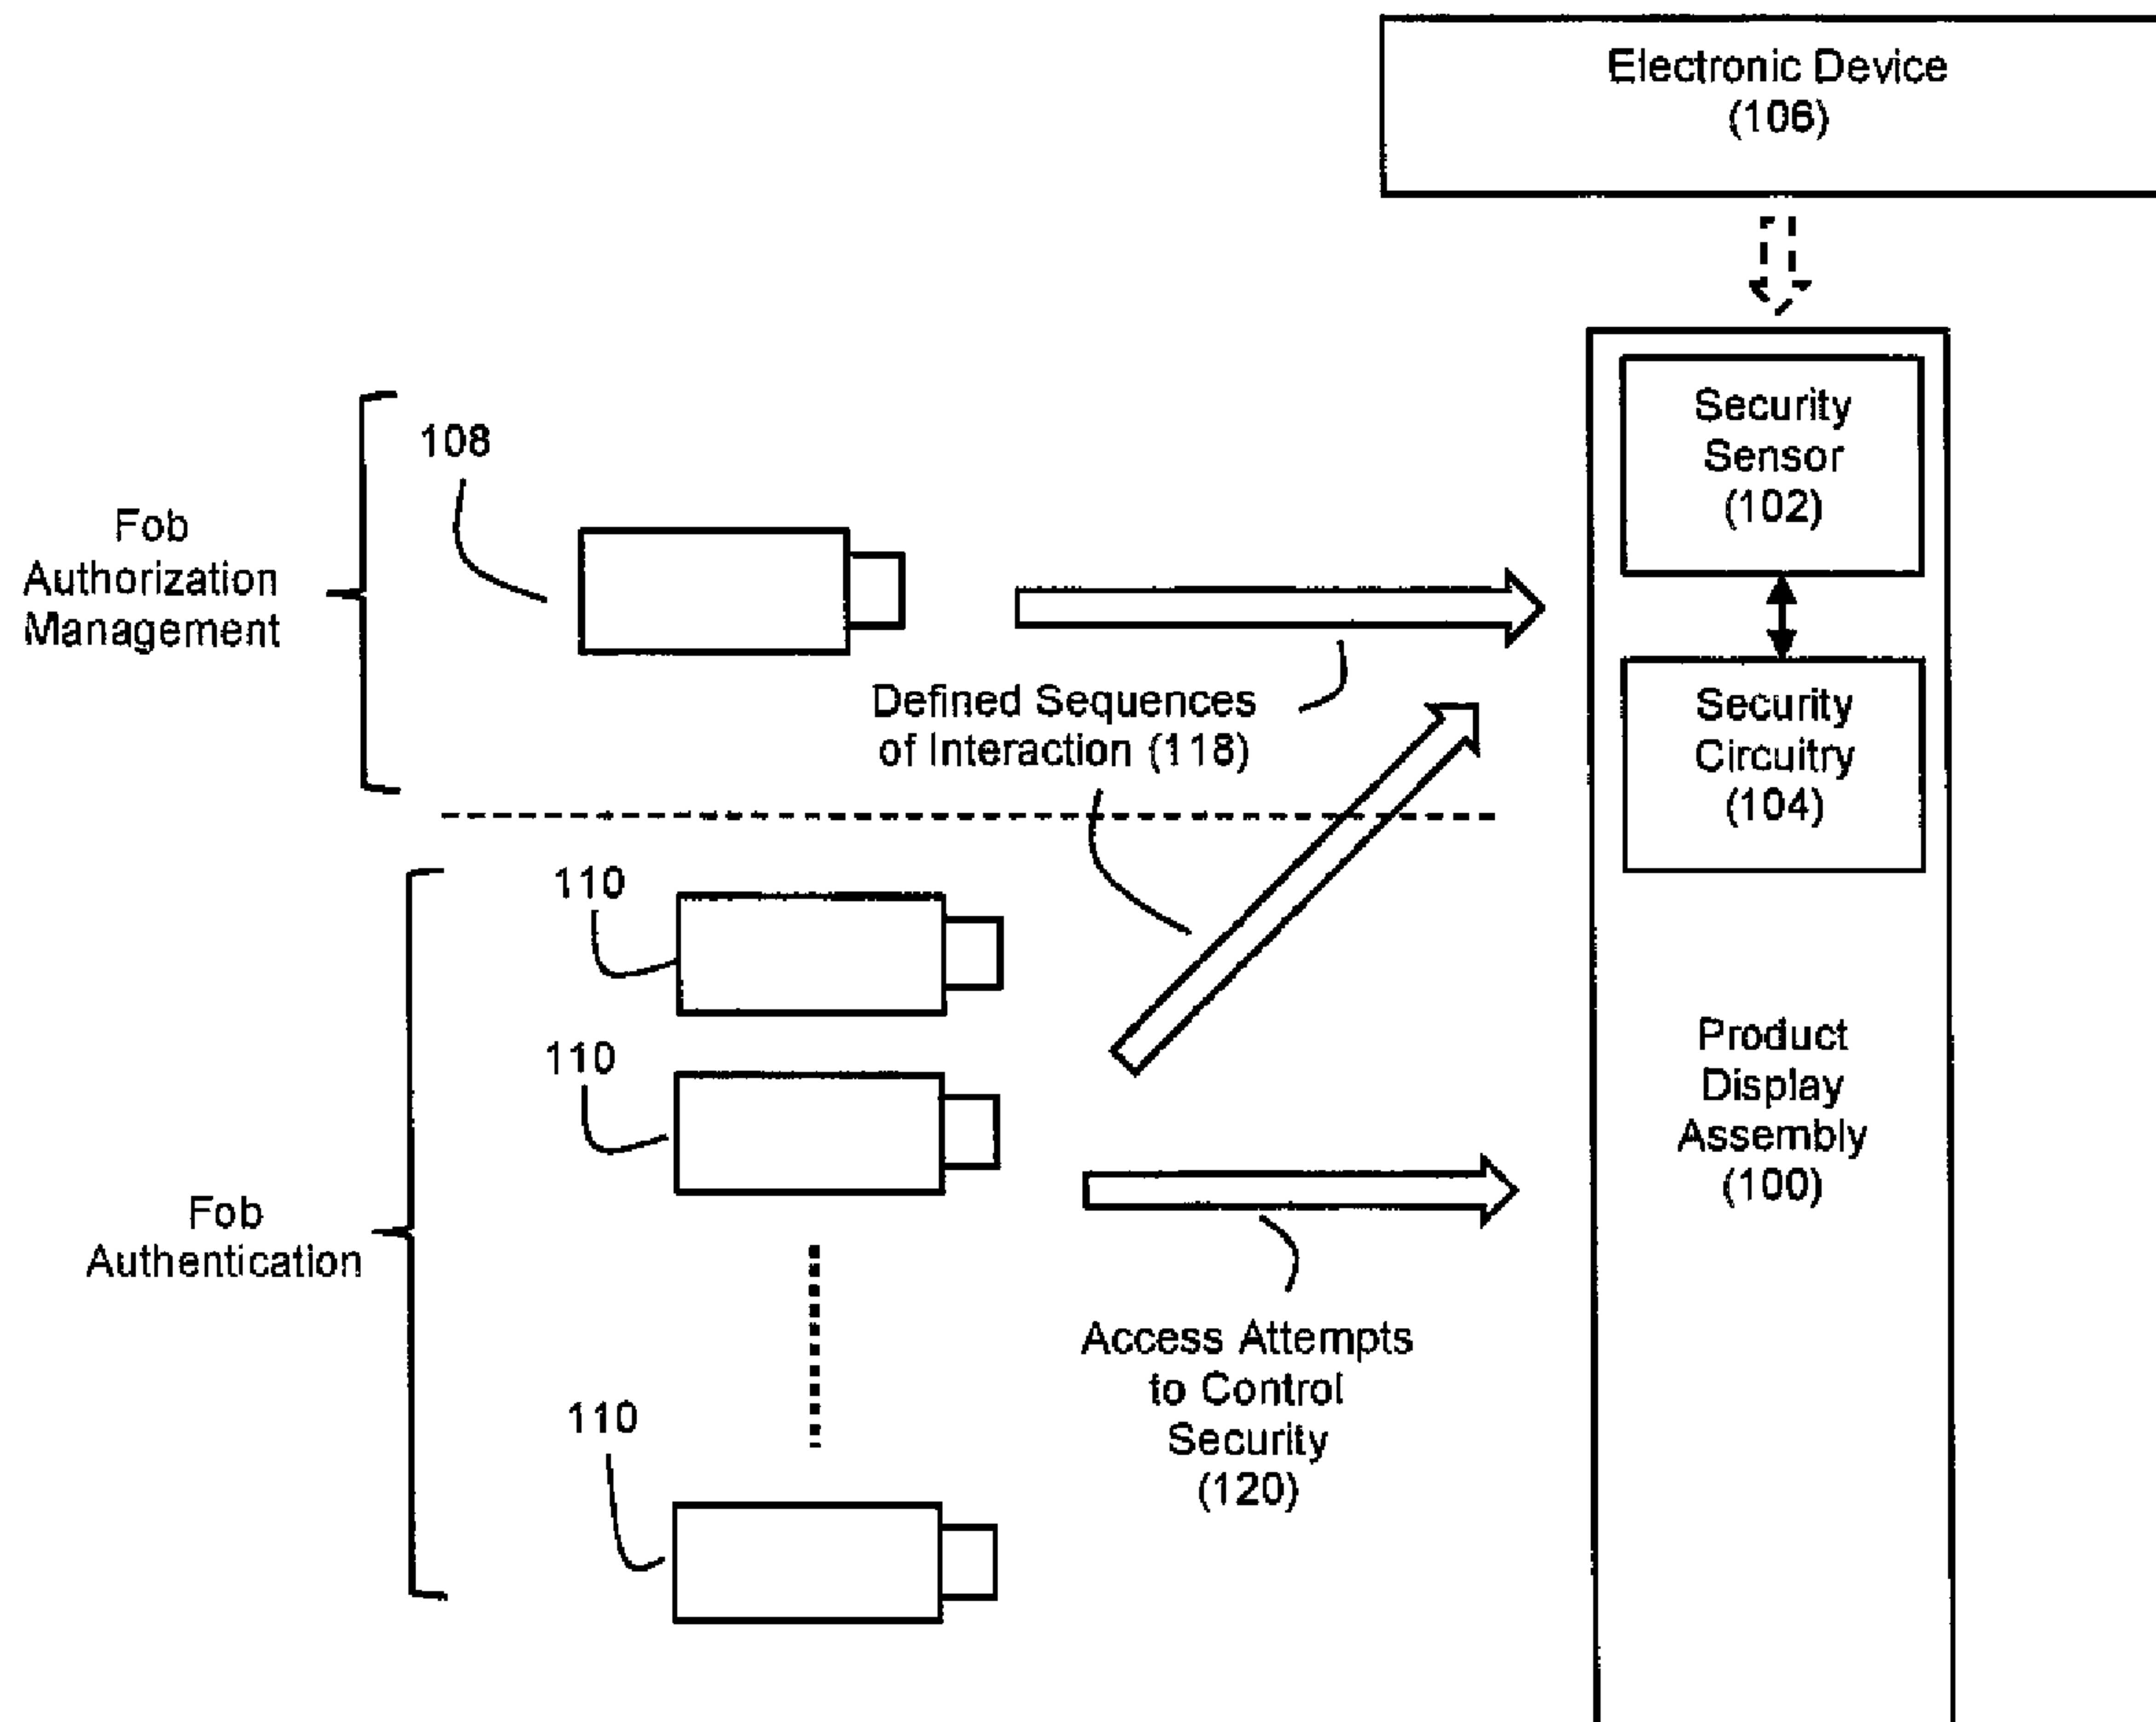 Electronic Device
(106)
Security
Sensor
(102)
108
Fob
Authorization
Management
Defined Sequences
of Interaction (118)
Security
Circuitry
(104)
110
110
Product
Display
Assembly
(100)
Fob
Authentication
Access Attempts
to Control
Security
(120)
110